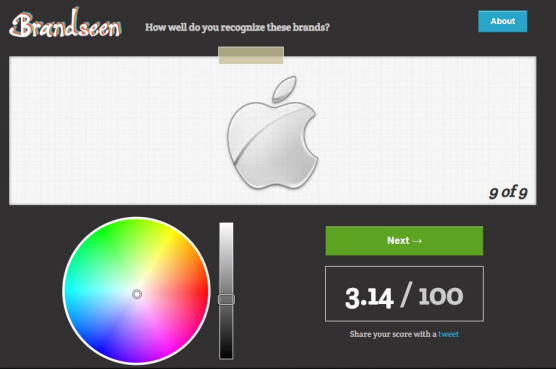 Brandseen
How well do you recognize these brands?
About
9 of 9
Next →
3.14 / 100
Share your score with a tweet